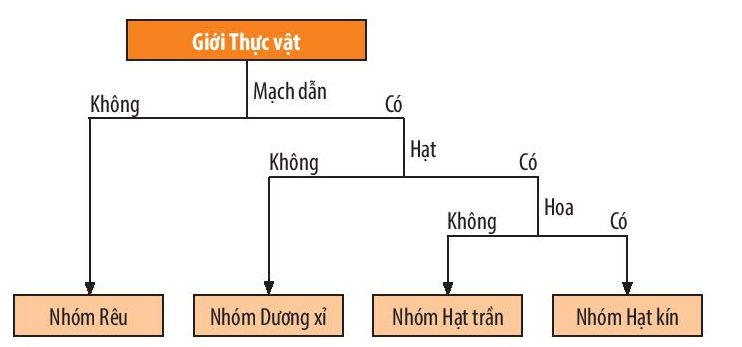 Giới Thực vật
Mạch dẫn
Không
Có
Hạt
Không
Có
Hoa
Không
Có
Nhóm Rêu
Nhóm Dương xỉ
Nhóm Hạt trần
Nhóm Hạt kín